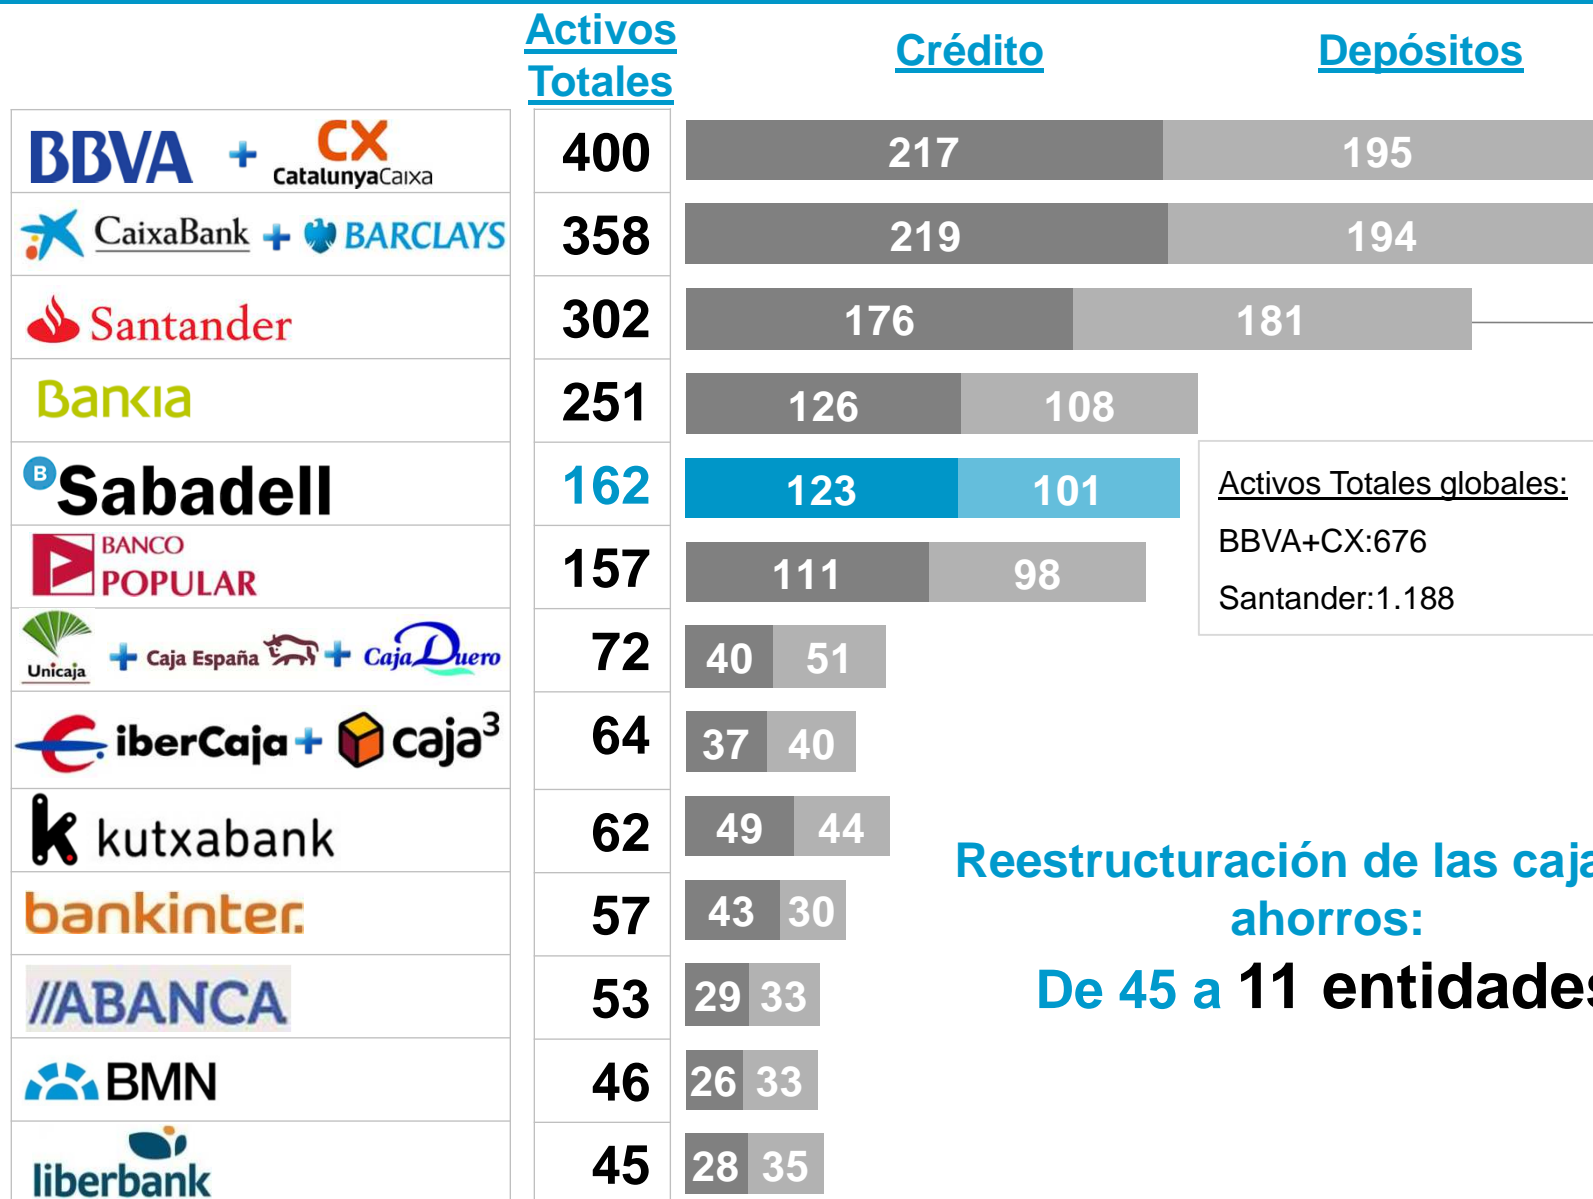 Activos
Totales
Crédito
Depósitos
BBVA + CX CatalunyaCaixa 400 217 195
CaixaBank + BARCLAYS 358 219 194
Santander 302 176 181
Bankia 251 126 108
B Sabadell 162 123 101
Activos Totales globales:
BBVA+CX:676
Santander:1.188
BANCO
POPULAR 157 111 98
Unicaja + Caja España + Caja Duero 72 40 51
iberCaja + caja3 64 37 40
kutxabank 62 49 44
bankinter. 57 43 30
//ABANCA 53 29 33
BMN 46 26 33
liberbank 45 28 35
Reestructuración de las caja
ahorros:
De 45 a 11 entidades